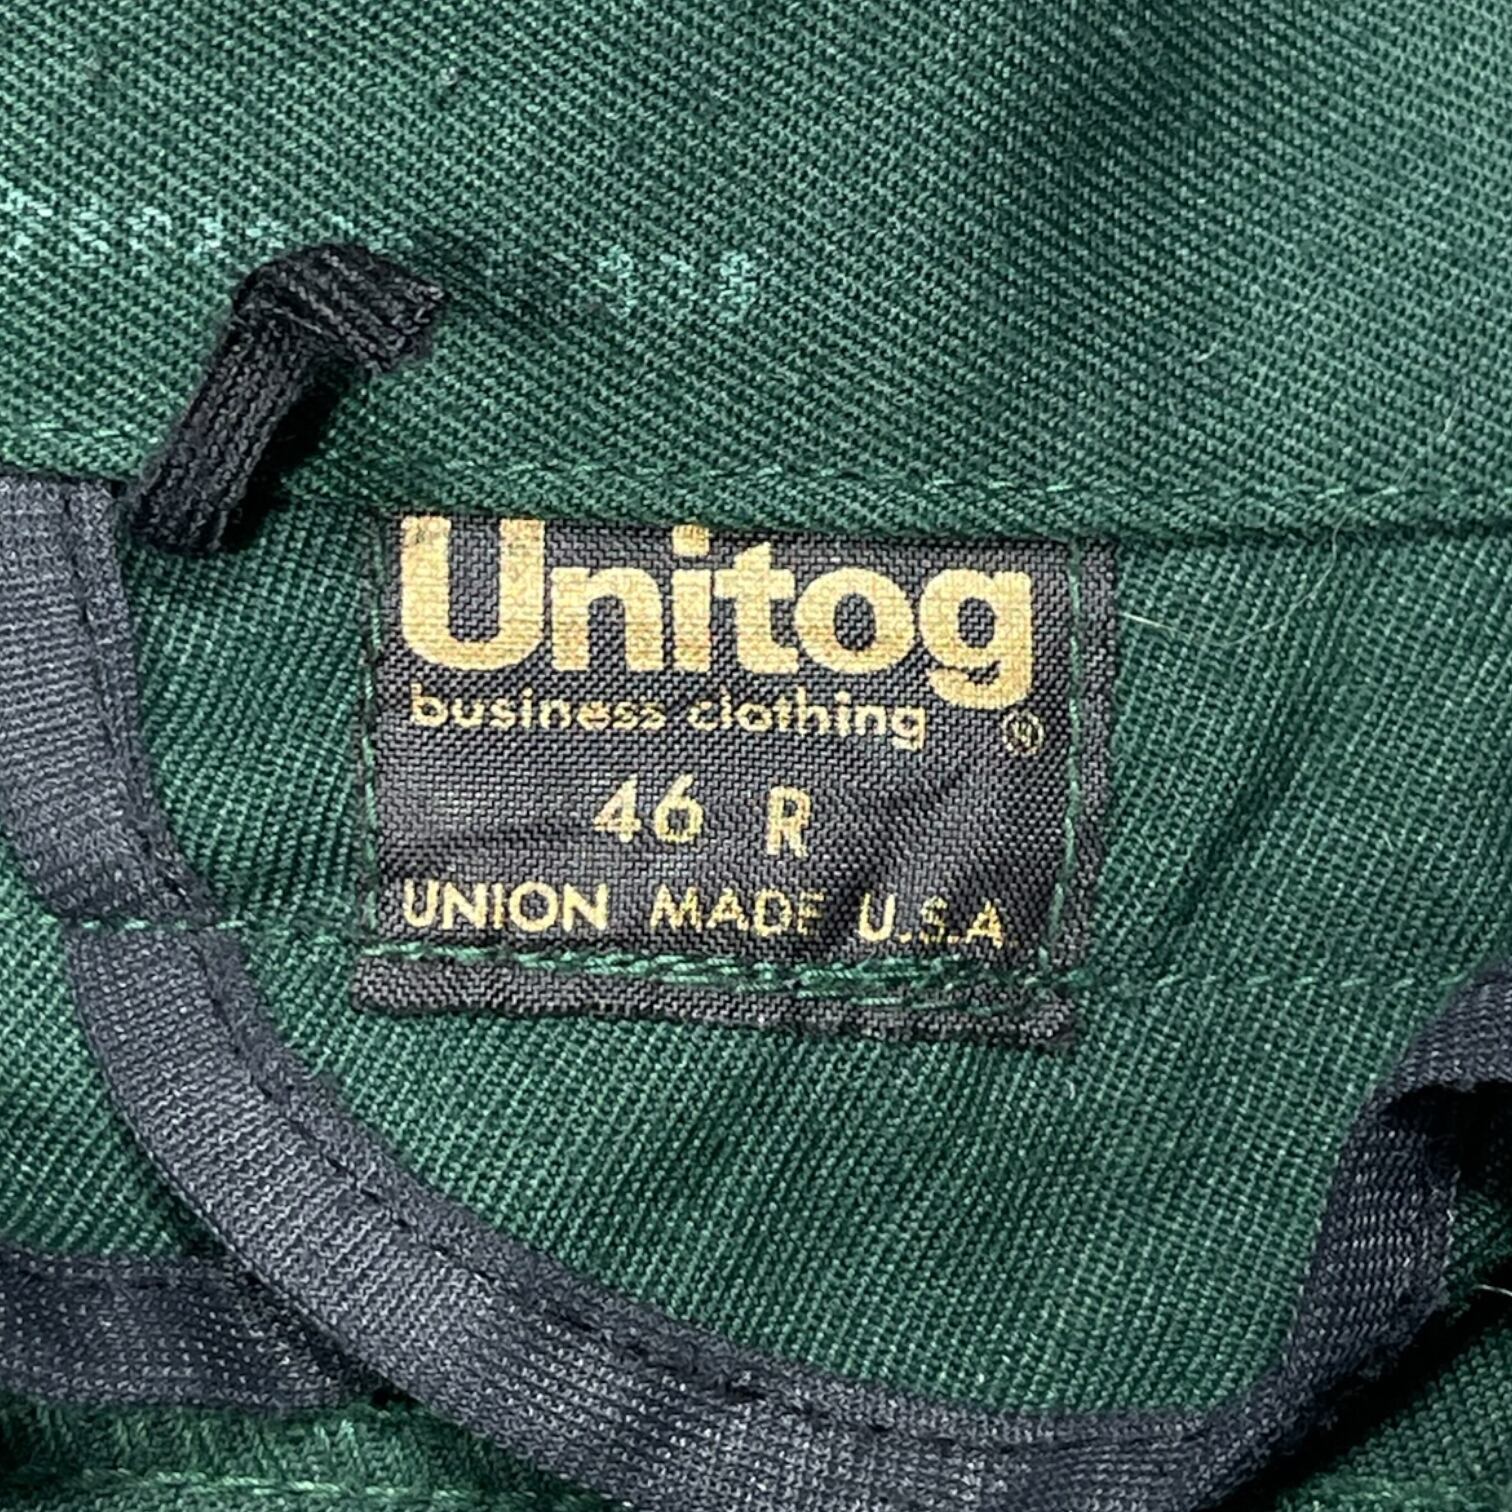 Unitog
business clothing ®
46 R
UNION MADE U.S.A.